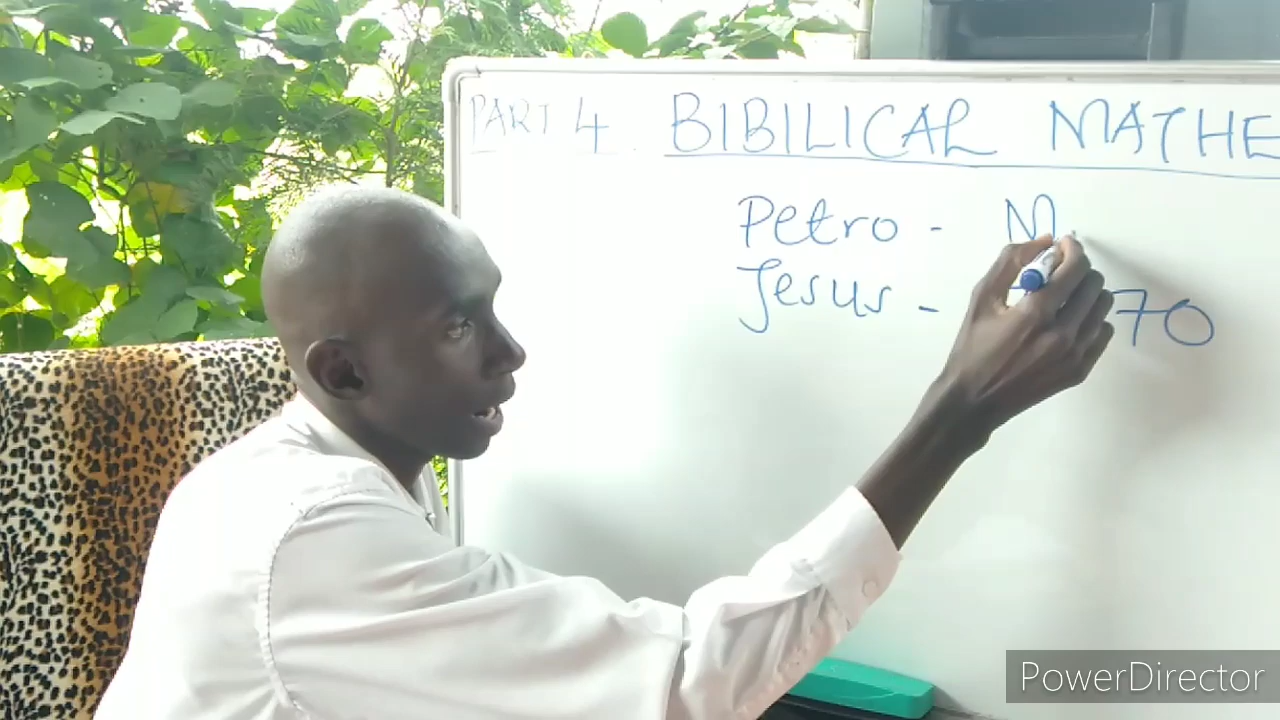 PART 4. BIBILICAL MATHE
Petro - M
Jesus - 70
PowerDirector